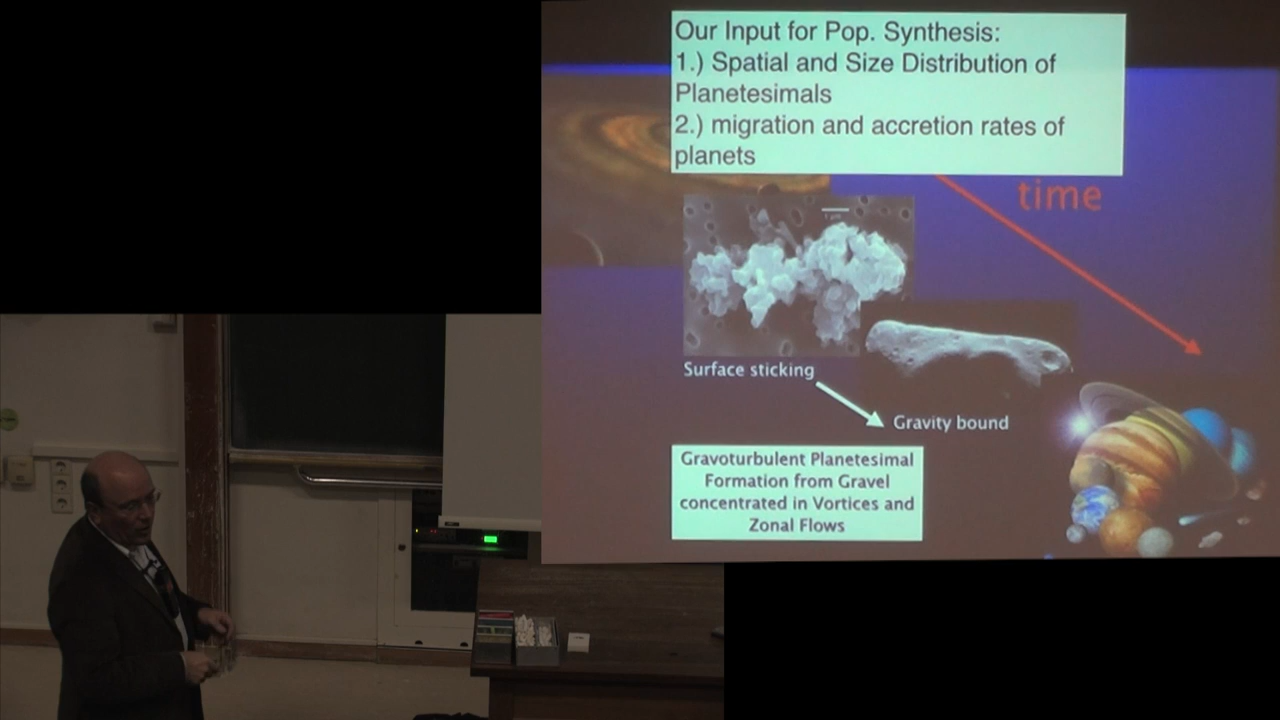 Our Input for Pop. Synthesis:
1.) Spatial and Size Distribution of
Planetesimals
2.) migration and accretion rates of
planets
time
Surface sticking
Gravity bound
Gravoturbulent Planetesimal
Formation from Gravel
concentrated in Vortices and
Zonal Flows